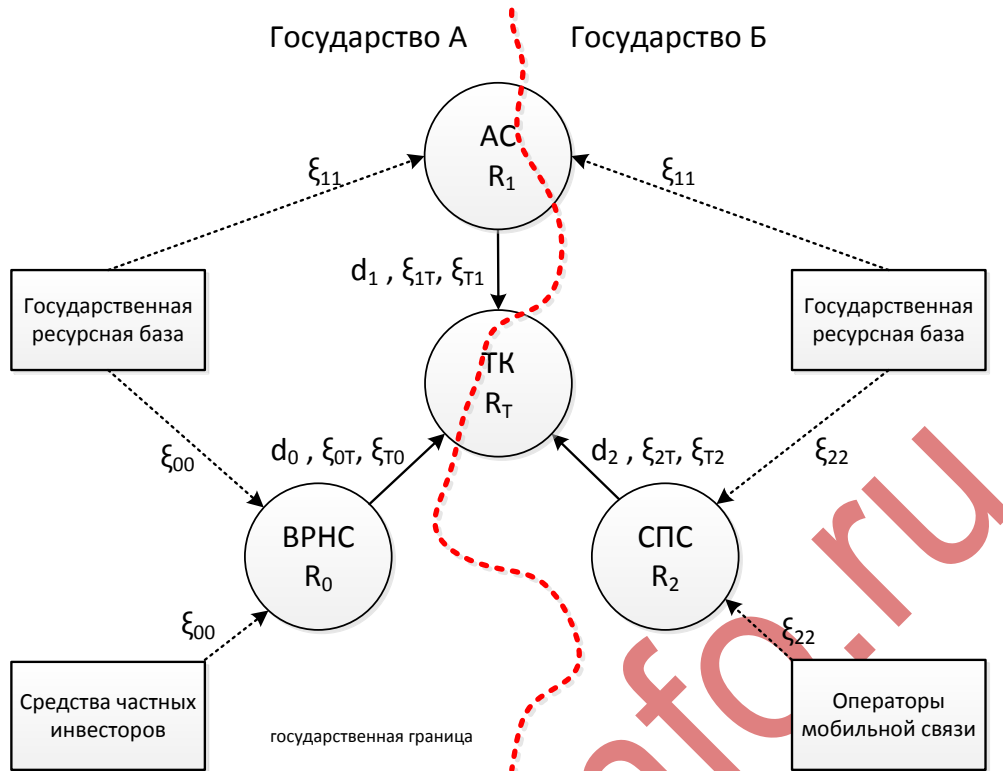 Государство А
Государство Б
АС
R₁
ξ₁₁
ξ₁₁
d₁ , ξ₁Т, ξТ₁
Государственная
ресурсная база
Государственная
ресурсная база
ТК
RТ
ξ₀₀
d₀ , ξ₀Т, ξТ₀
d₂ , ξ₂Т, ξТ₂
ξ₂₂
ВРНС
R₀
СПС
R₂
ξ₀₀
ξ₂₂
Средства частных
инвесторов
государственная граница
Операторы
мобильной связи
nfo.ru